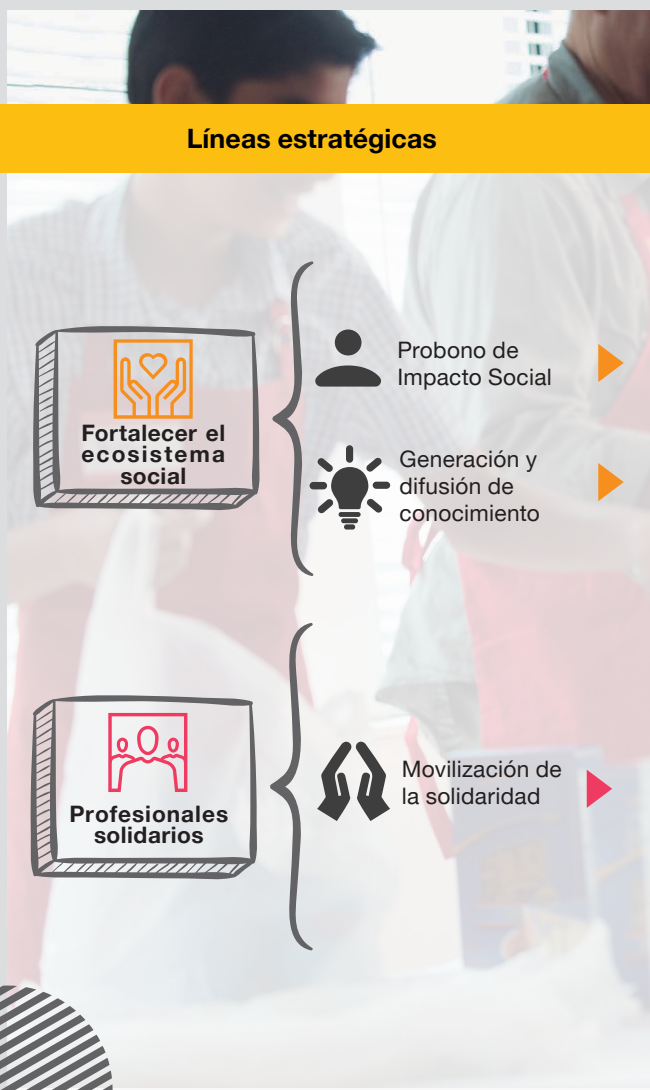 Líneas estratégicas
Fortalecer el
ecosistema
social
Probono de
Impacto Social
Generación y
difusión de
conocimiento
Profesionales
solidarios
Movilización de
la solidaridad